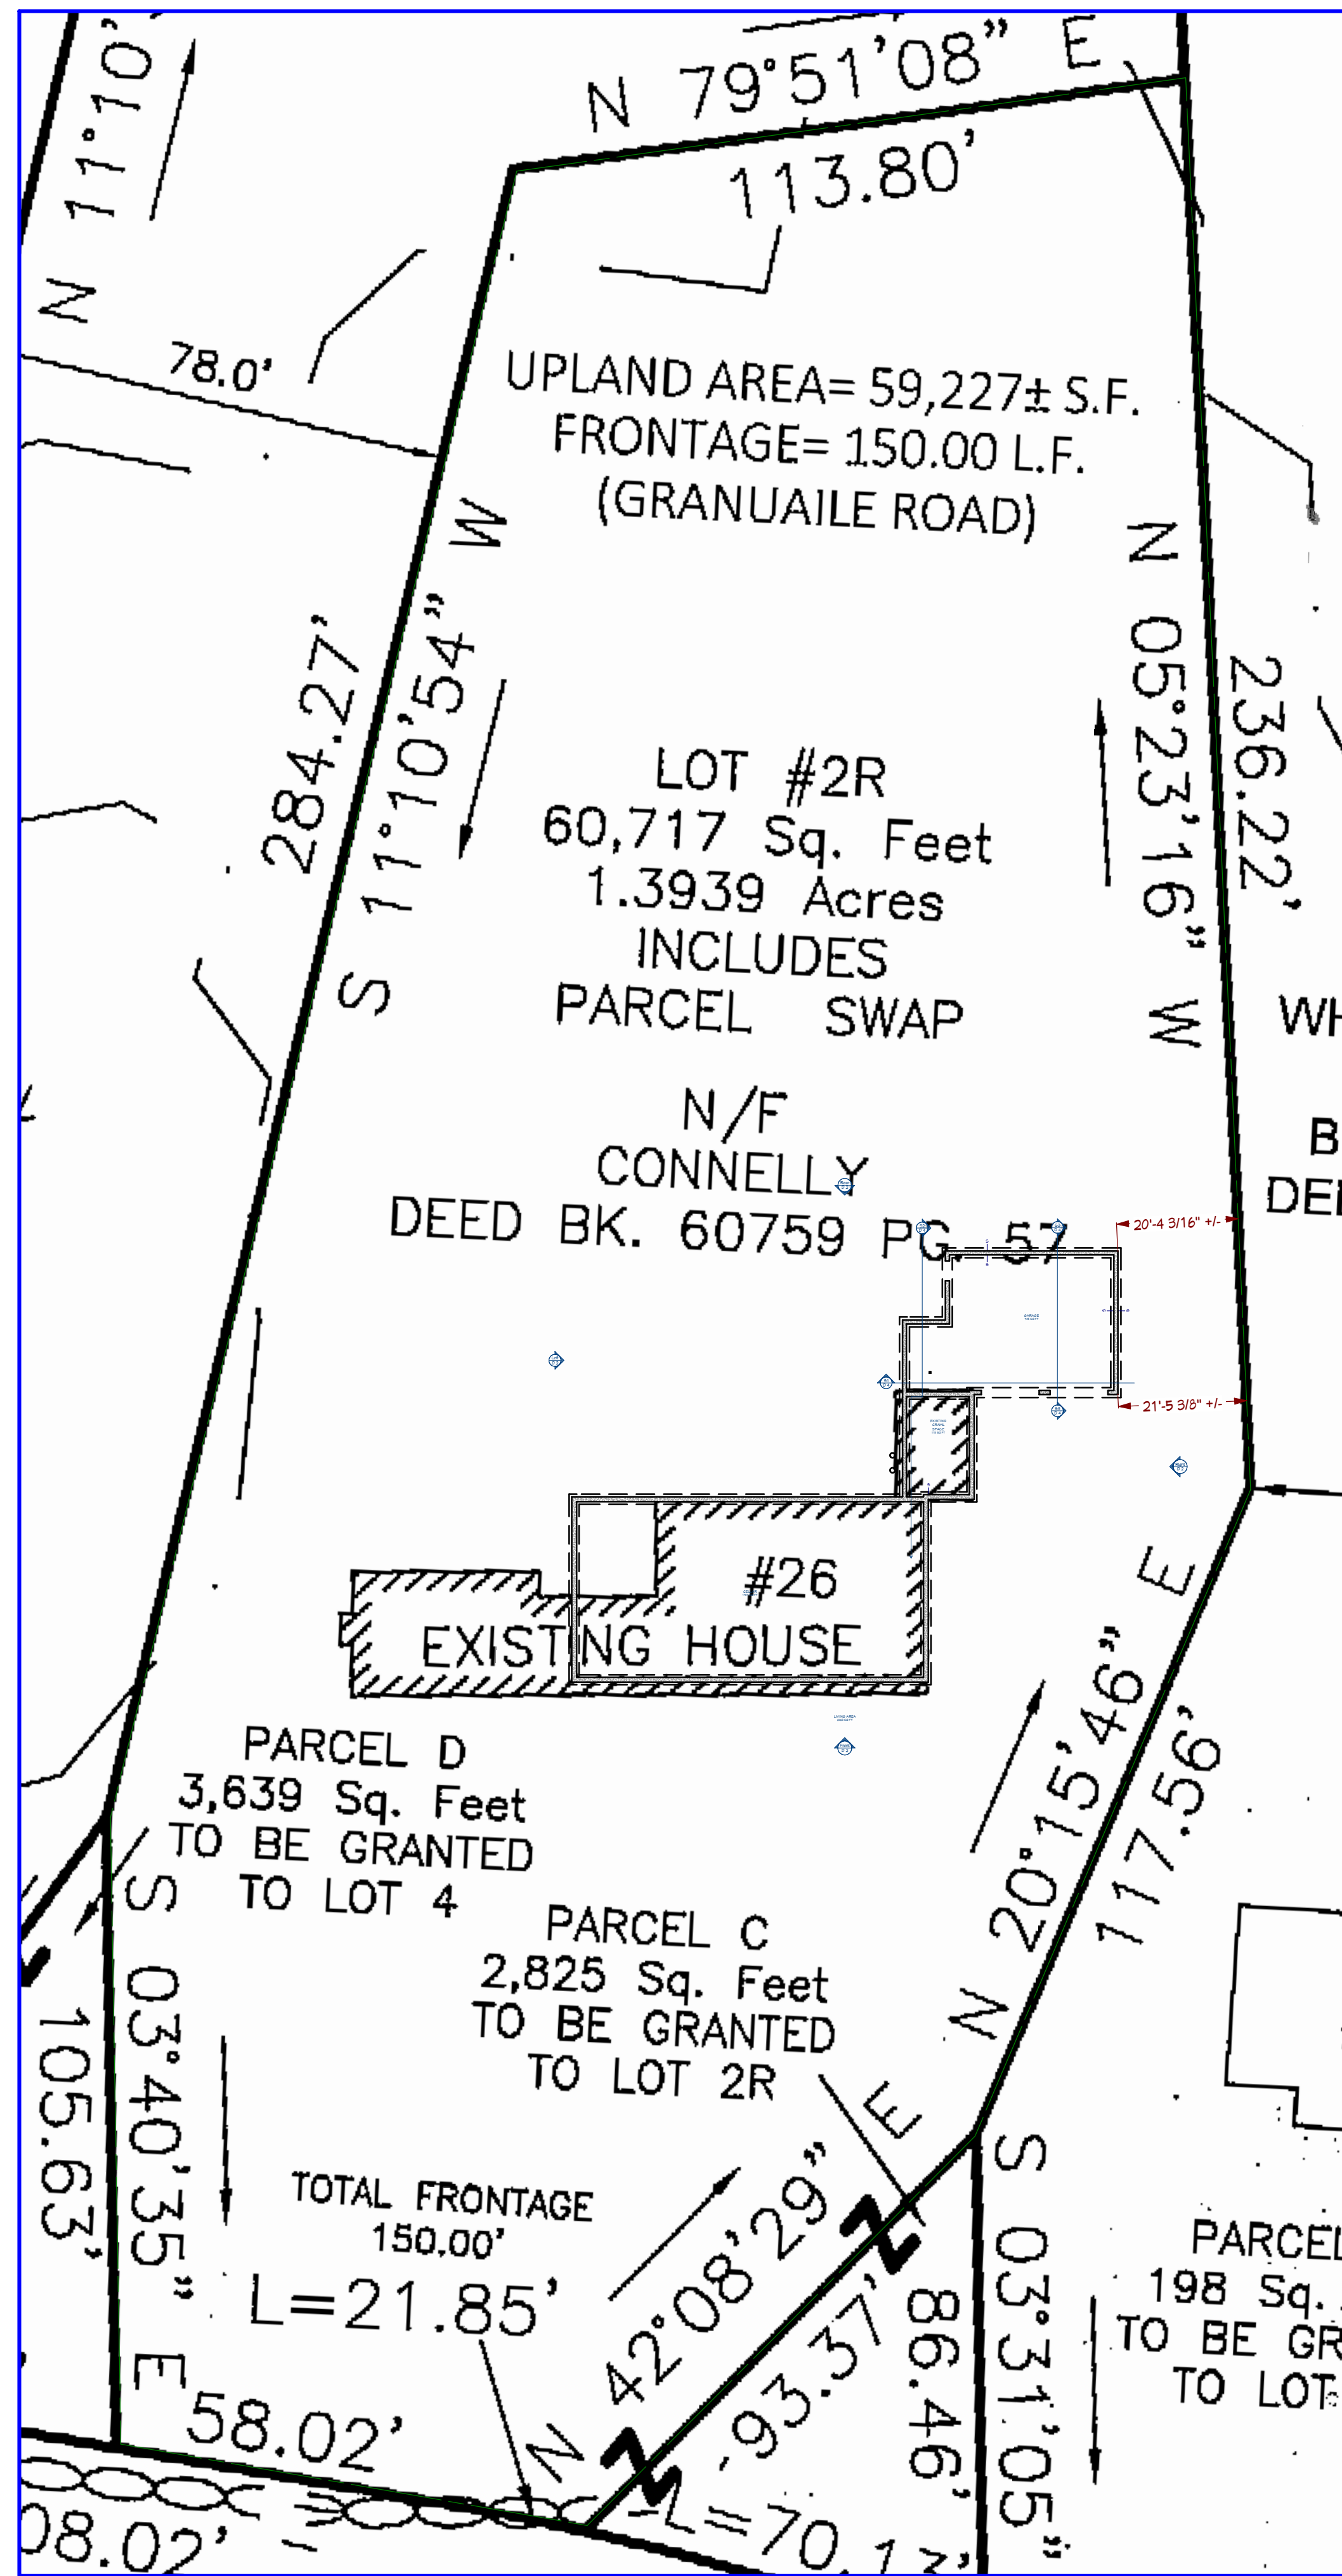 N 11°10'
N 79°51'08" E
113.80'
78.0'
UPLAND AREA= 59,227± S.F.
FRONTAGE= 150.00 L.F.
(GRANUAILE ROAD)
284.27'
S 11°10'54" W
N 05°23'16" W
236.22'
LOT #2R
60,717 Sq. Feet
1.3939 Acres
INCLUDES
PARCEL SWAP
WH
N/F
CONNELLY
DEED BK. 60759 PG. 57
B
DEE
20'-4 3/16" +/-
21'-5 3/8" +/-
#26
EXISTING HOUSE
N 20°15'46" E
117.56'
PARCEL D
3,639 Sq. Feet
TO BE GRANTED
TO LOT 4
PARCEL C
2,825 Sq. Feet
TO BE GRANTED
TO LOT 2R
S 03°40'35" E
105.63'
TOTAL FRONTAGE
150.00'
L=21.85'
N 42°08'29" E
93.37'
86.46'
S 03°31'05"
PARCEL
198 Sq.
TO BE GR
TO LOT
58.02'
08.02'
L=70.13'